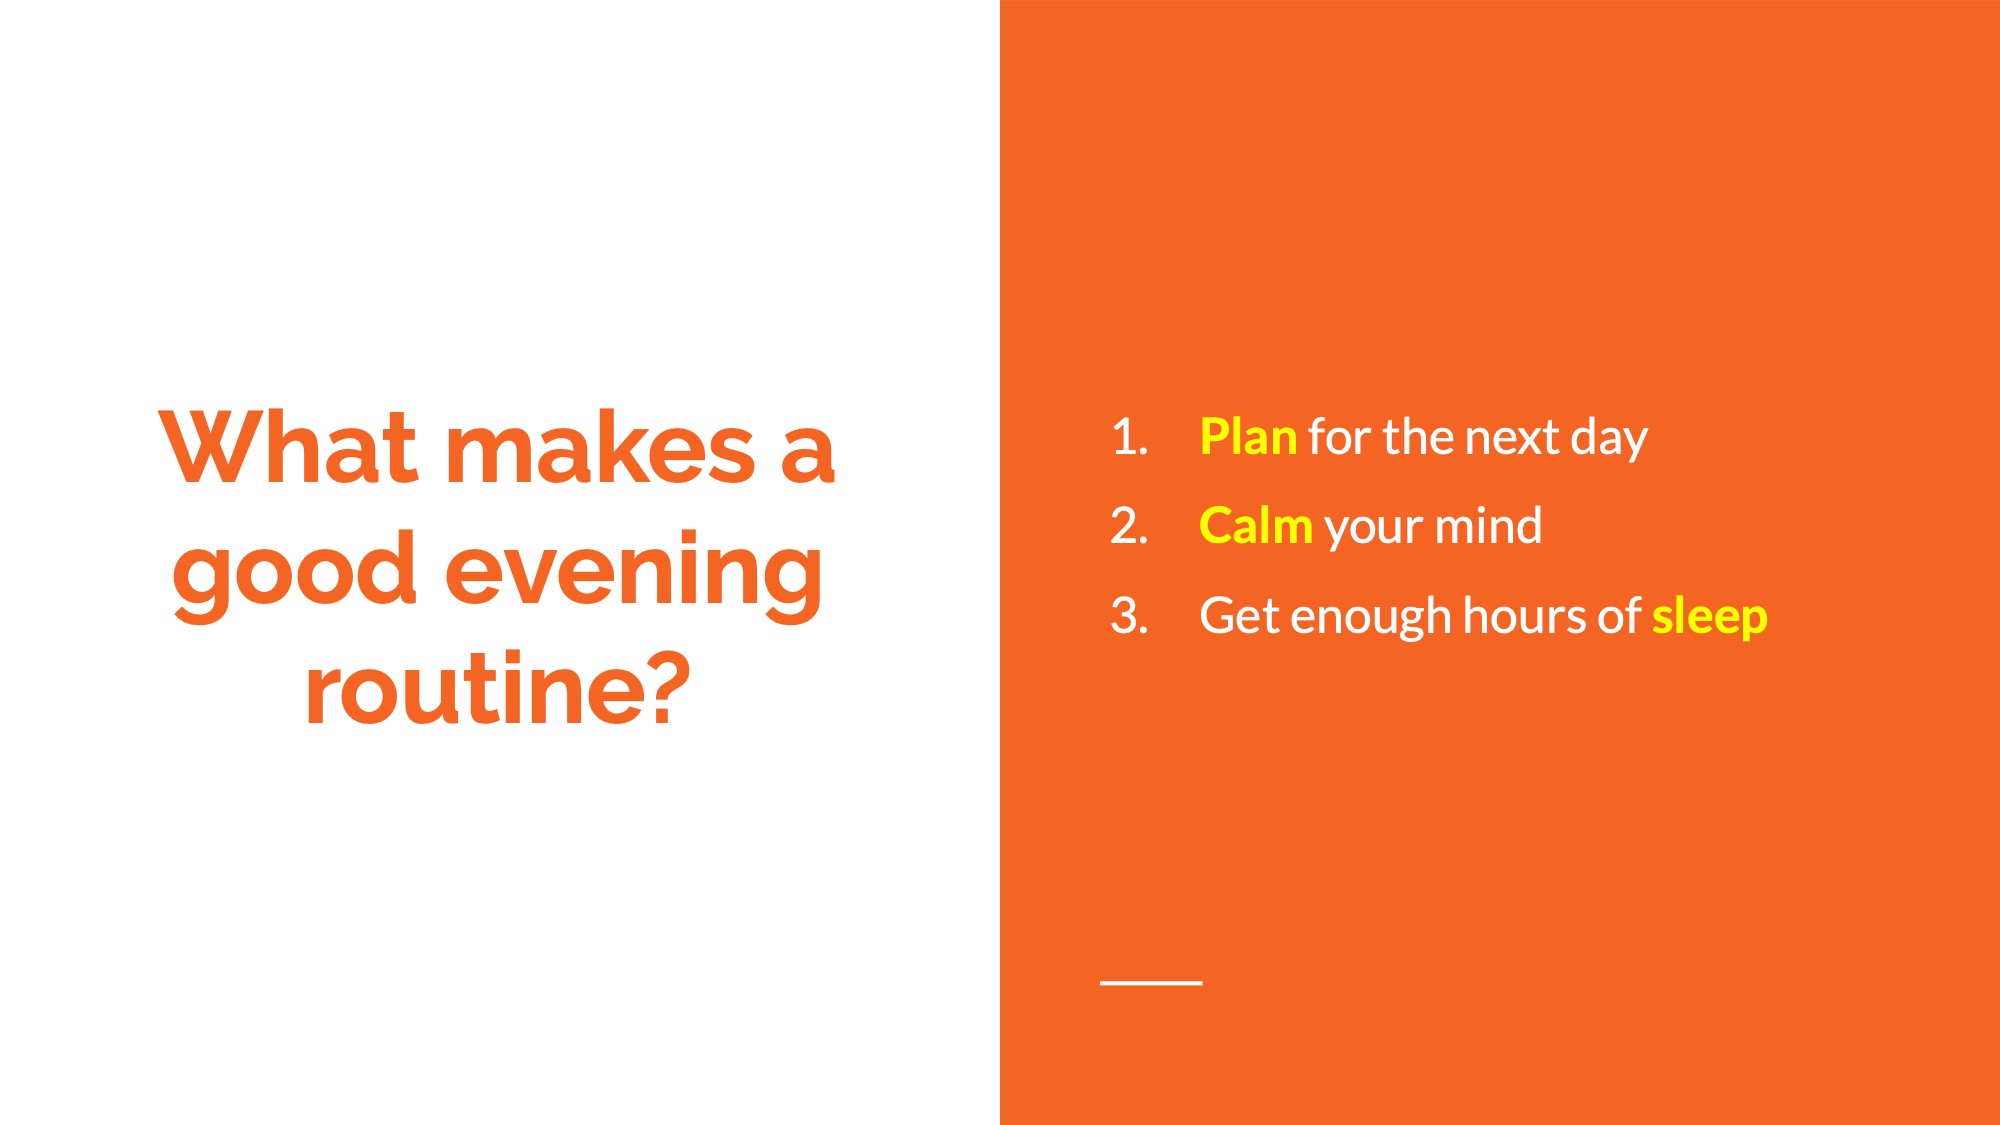 What makes a
good evening
routine?
1. Plan for the next day
2. Calm your mind
3. Get enough hours of sleep